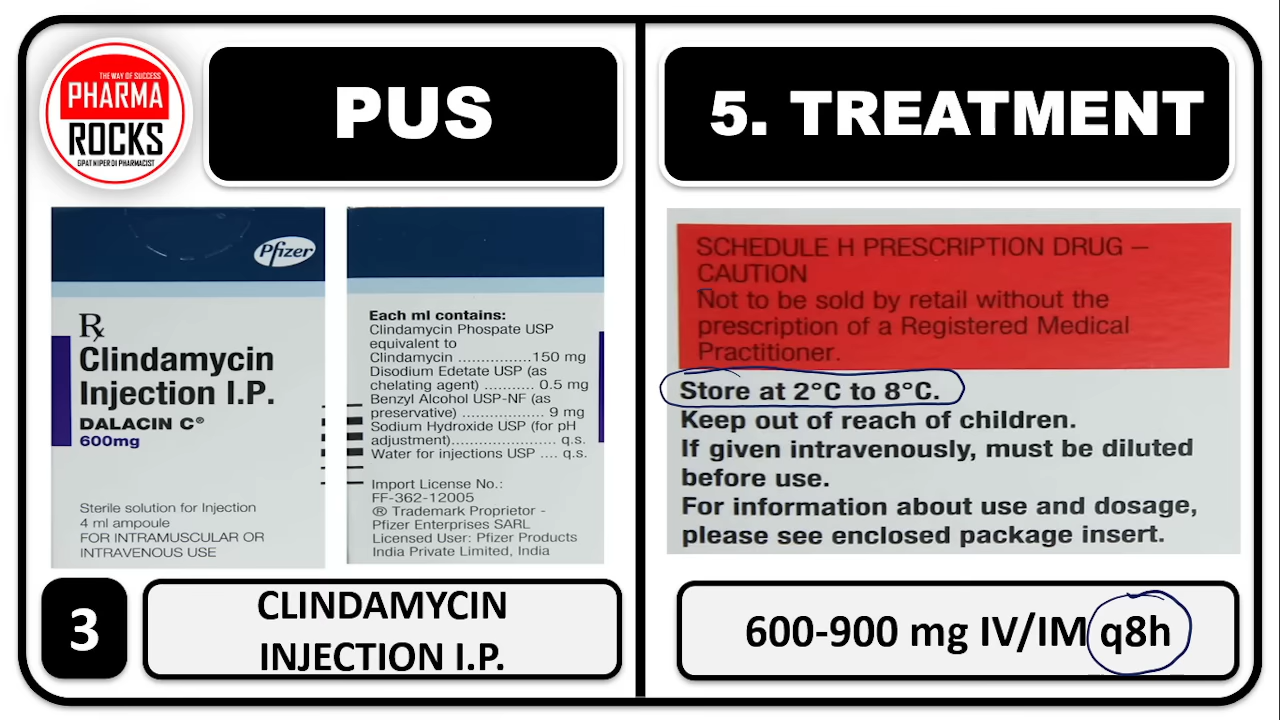 THE WAY OF SUCCESS
PHARMA
ROCKS
GPAT NIPER DI PHARMACIST
PUS
5. TREATMENT
Pfizer
Rx
Clindamycin
Injection I.P.
DALACIN C®
600mg
Sterile solution for Injection
4 ml ampoule
FOR INTRAMUSCULAR OR
INTRAVENOUS USE
Each ml contains:
Clindamycin Phospate USP
equivalent to
Clindamycin ...............150 mg
Disodium Edetate USP (as
chelating agent) .......... 0.5 mg
Benzyl Alcohol USP-NF (as
preservative) ................. 9 mg
Sodium Hydroxide USP (for pH
adjustment)................... q.s.
Water for injections USP .... q.s.
Import License No.:
FF-362-12005
® Trademark Proprietor -
Pfizer Enterprises SARL
Licensed User: Pfizer Products
India Private Limited, India
SCHEDULE H PRESCRIPTION DRUG –
CAUTION
Not to be sold by retail without the
prescription of a Registered Medical
Practitioner.
Store at 2°C to 8°C.
Keep out of reach of children.
If given intravenously, must be diluted
before use.
For information about use and dosage,
please see enclosed package insert.
3
CLINDAMYCIN
INJECTION I.P.
600-900 mg IV/IM q8h